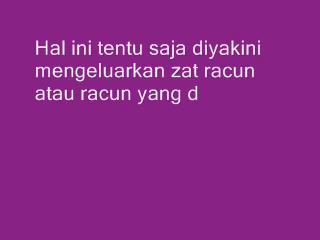 Hal ini tentu saja diyakini
mengeluarkan zat racun
atau racun yang d